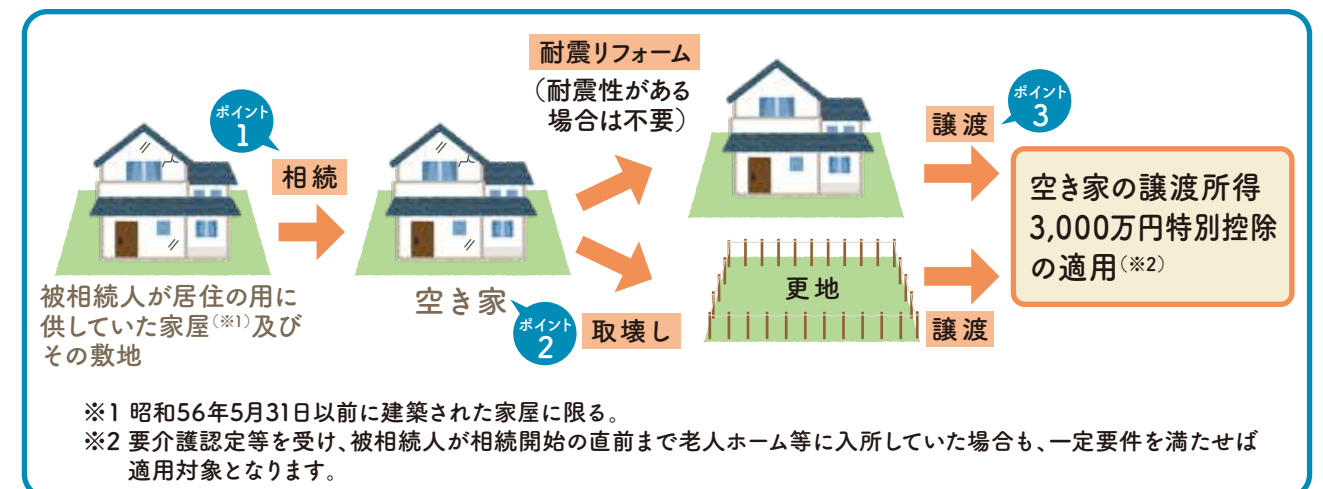 ポイント
1
相続
被相続人が居住の用に
供していた家屋(※1)及び
その敷地
空き家
ポイント
2
耐震リフォーム
(耐震性がある
場合は不要)
取壊し
更地
譲渡
ポイント
3
譲渡
空き家の譲渡所得
3,000万円特別控除
の適用(※2)
※1 昭和56年5月31日以前に建築された家屋に限る。
※2 要介護認定等を受け、被相続人が相続開始の直前まで老人ホーム等に入所していた場合も、一定要件を満たせば
適用対象となります。